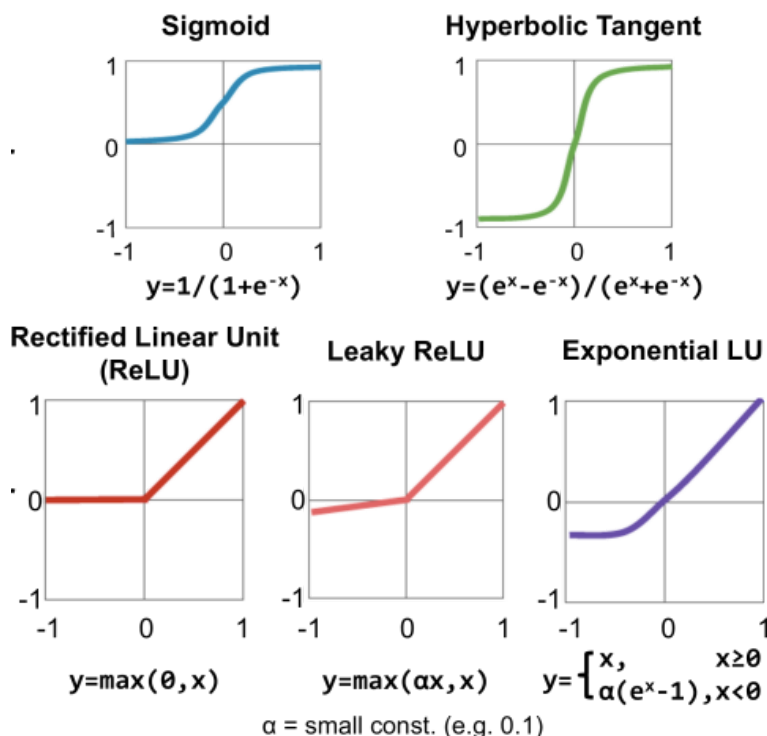 Sigmoid
Hyperbolic Tangent
1
0
-1
-1 0 1
1
0
-1
-1 0 1
y=1/(1+e⁻ˣ)
y=(eˣ-e⁻ˣ)/(eˣ+e⁻ˣ)
Rectified Linear Unit
(ReLU)
Leaky ReLU
Exponential LU
1
0
-1
-1 0 1
1
0
-1
-1 0 1
1
0
-1
-1 0 1
y=max(0,x)
y=max(αx,x)
y={x, x≥0
α(eˣ-1),x<0
α = small const. (e.g. 0.1)